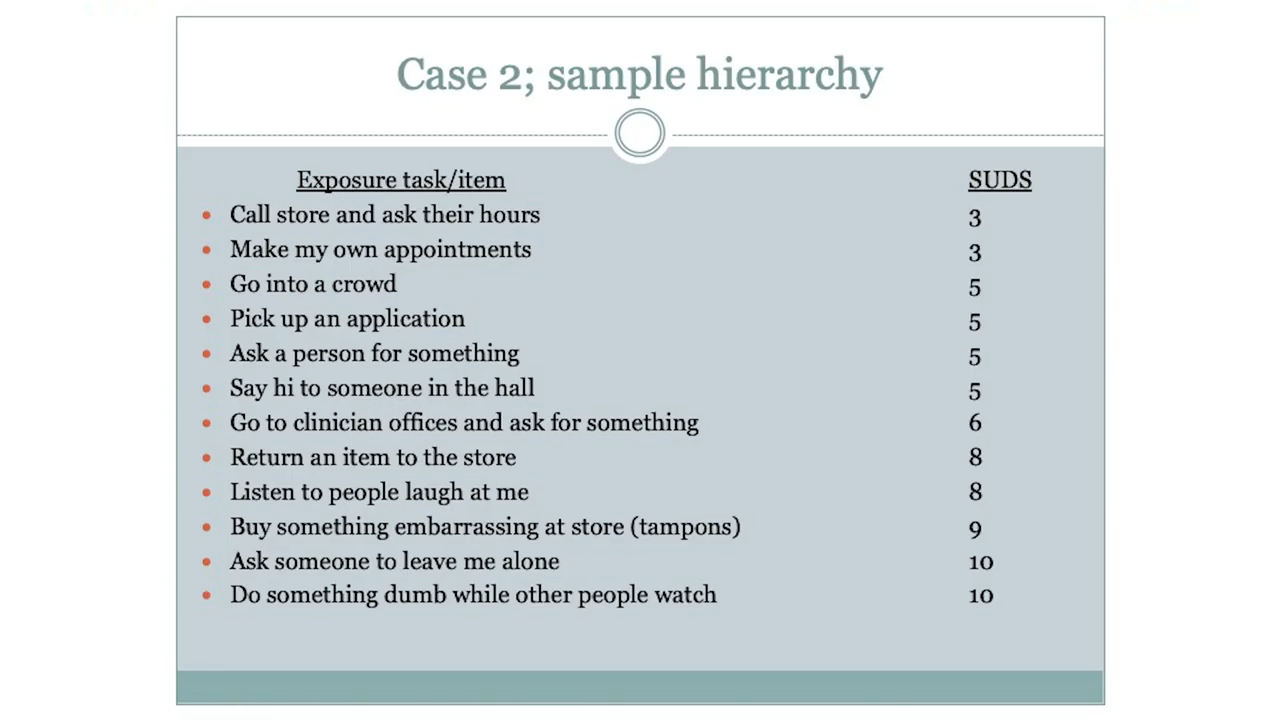 Case 2; sample hierarchy
Exposure task/item SUDS
Call store and ask their hours 3
Make my own appointments 3
Go into a crowd 5
Pick up an application 5
Ask a person for something 5
Say hi to someone in the hall 5
Go to clinician offices and ask for something 6
Return an item to the store 8
Listen to people laugh at me 8
Buy something embarrassing at store (tampons) 9
Ask someone to leave me alone 10
Do something dumb while other people watch 10